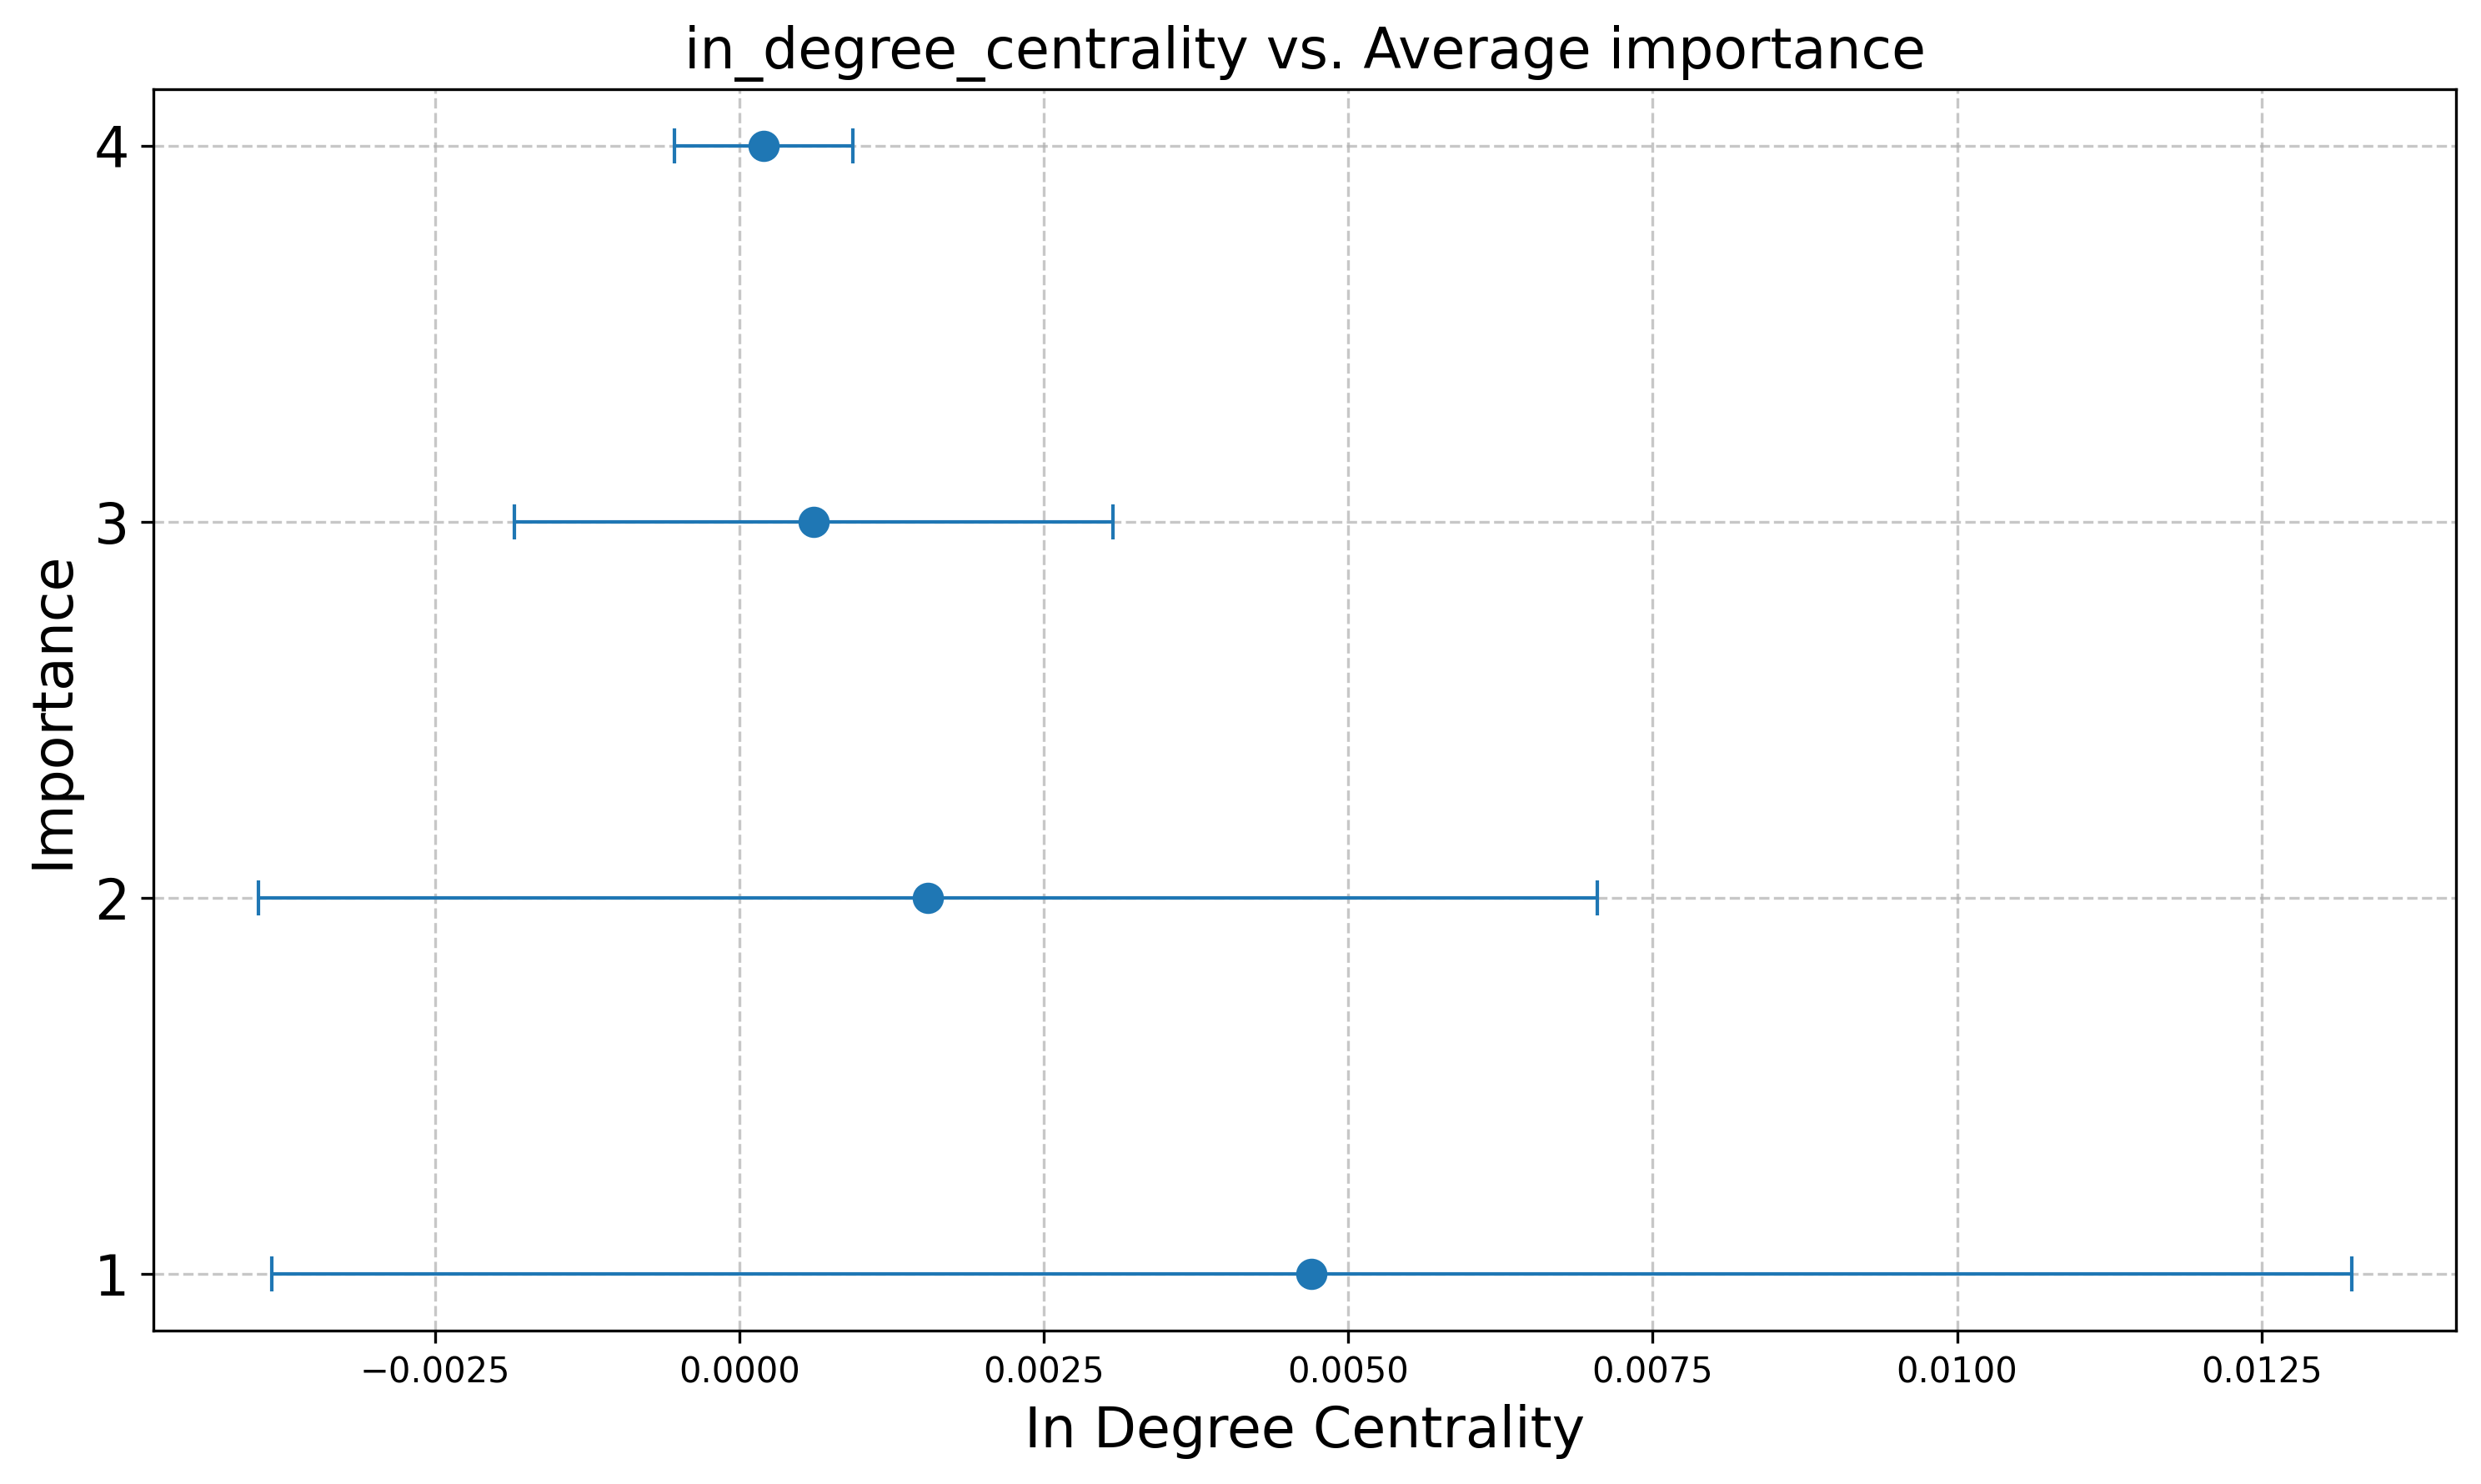 in_degree_centrality vs. Average importance
Importance
4
3
2
1
−0.0025 0.0000 0.0025 0.0050 0.0075 0.0100 0.0125
In Degree Centrality